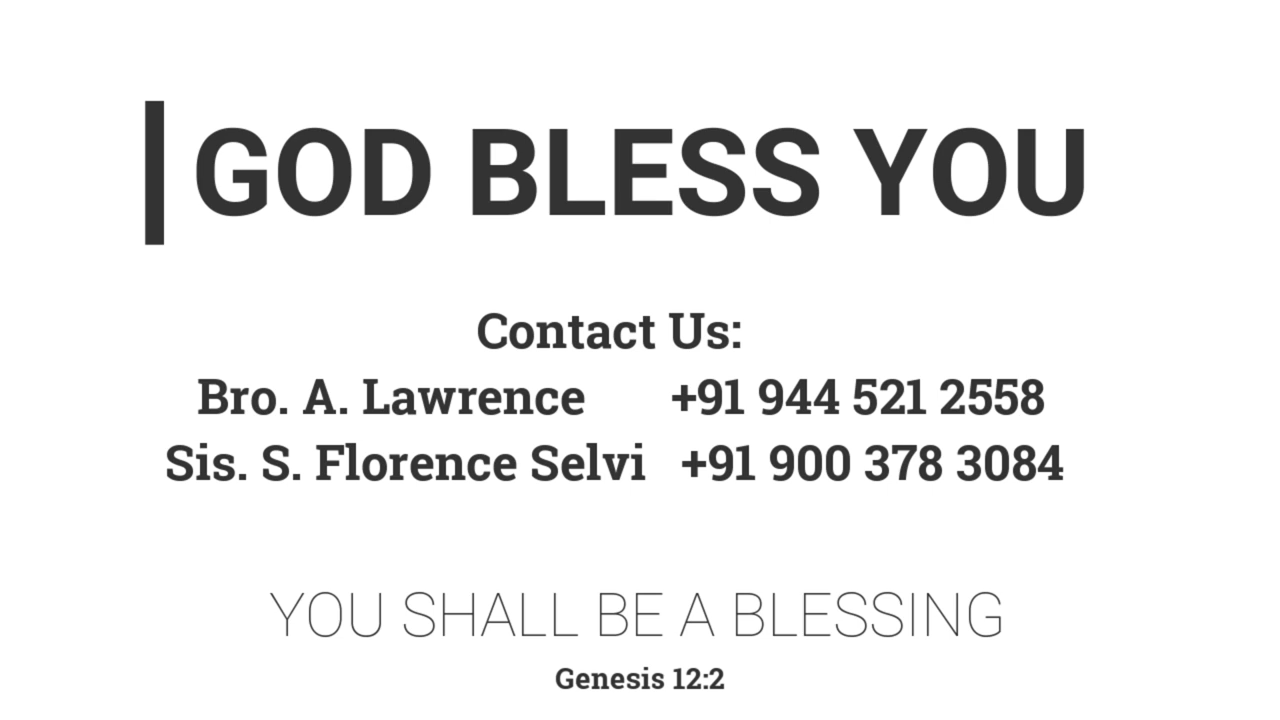 GOD BLESS YOU
Contact Us:
Bro. A. Lawrence +91 944 521 2558
Sis. S. Florence Selvi +91 900 378 3084
YOU SHALL BE A BLESSING
Genesis 12:2